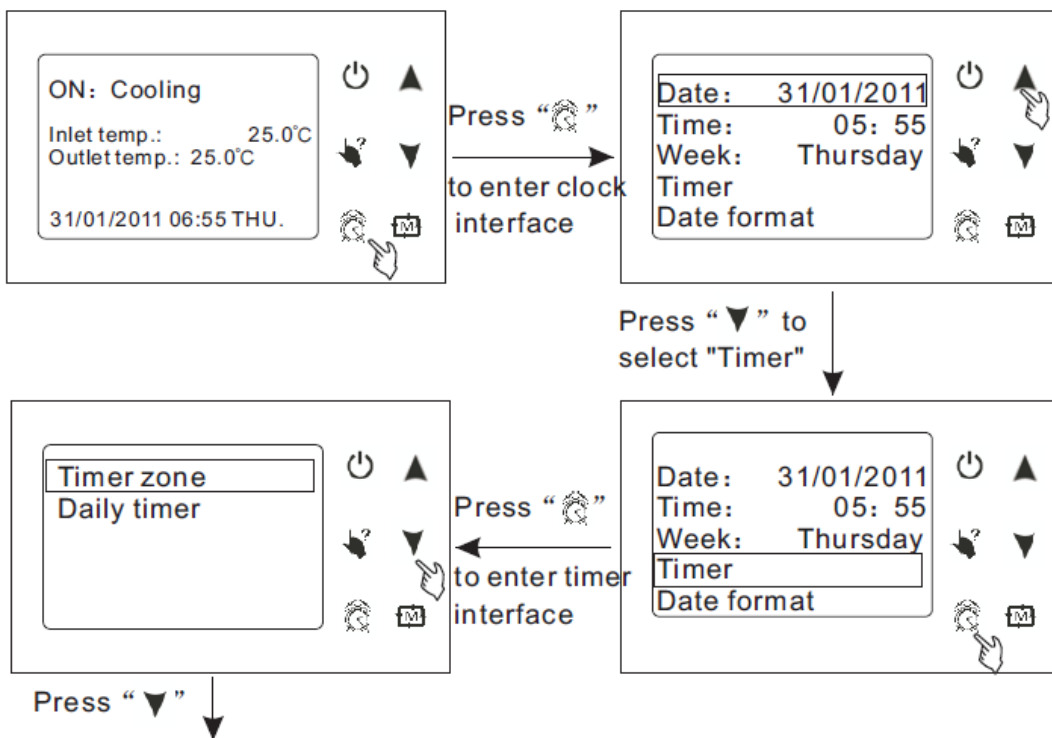 ON: Cooling
Inlet temp.: 25.0°C
Outlet temp.: 25.0°C
31/01/2011 06:55 THU.
M
Press “ ”
to enter clock
interface
Date: 31/01/2011
Time: 05: 55
Week: Thursday
Timer
Date format
M
Press “▼” to
select "Timer"
Date: 31/01/2011
Time: 05: 55
Week: Thursday
Timer
Date format
M
Press “ ”
to enter timer
interface
Timer zone
Daily timer
M
Press “▼”